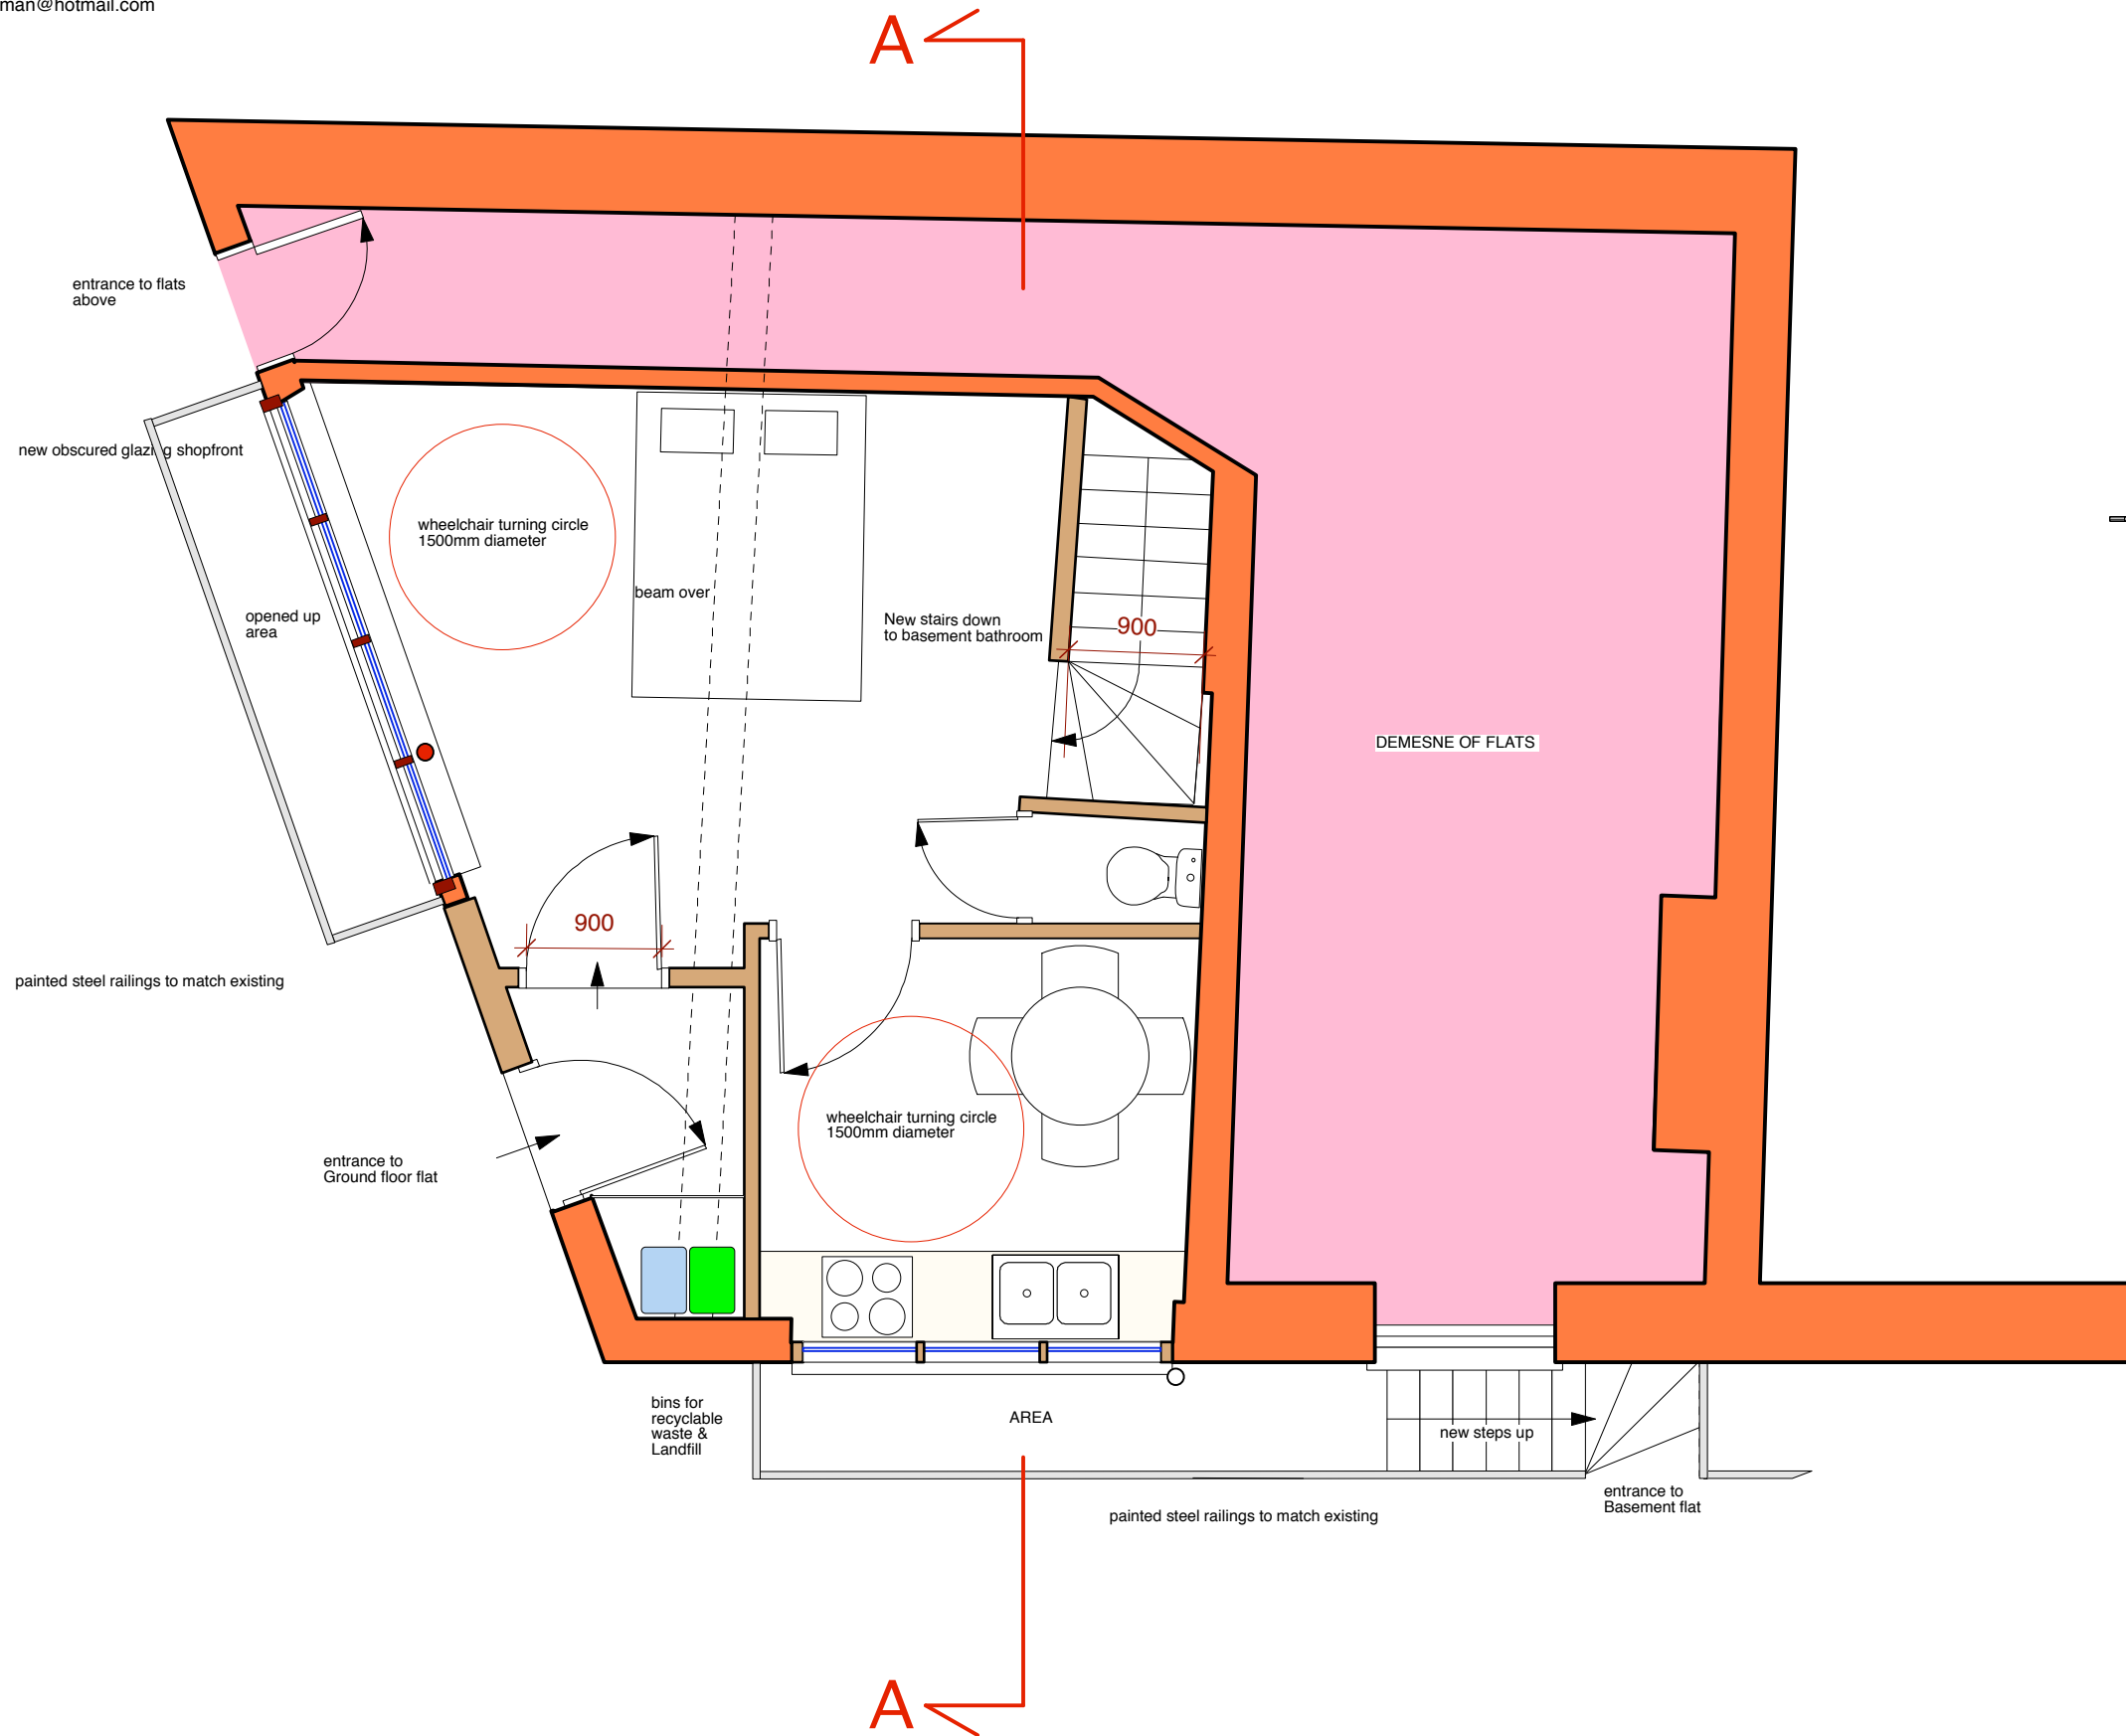 man@hotmail.com
A
entrance to flats
above
new obscured glazing shopfront
wheelchair turning circle
1500mm diameter
beam over
opened up
area
New stairs down
to basement bathroom
900
DEMESNE OF FLATS
900
painted steel railings to match existing
wheelchair turning circle
1500mm diameter
entrance to
Ground floor flat
bins for
recyclable
waste &
Landfill
AREA
new steps up
entrance to
Basement flat
painted steel railings to match existing
A